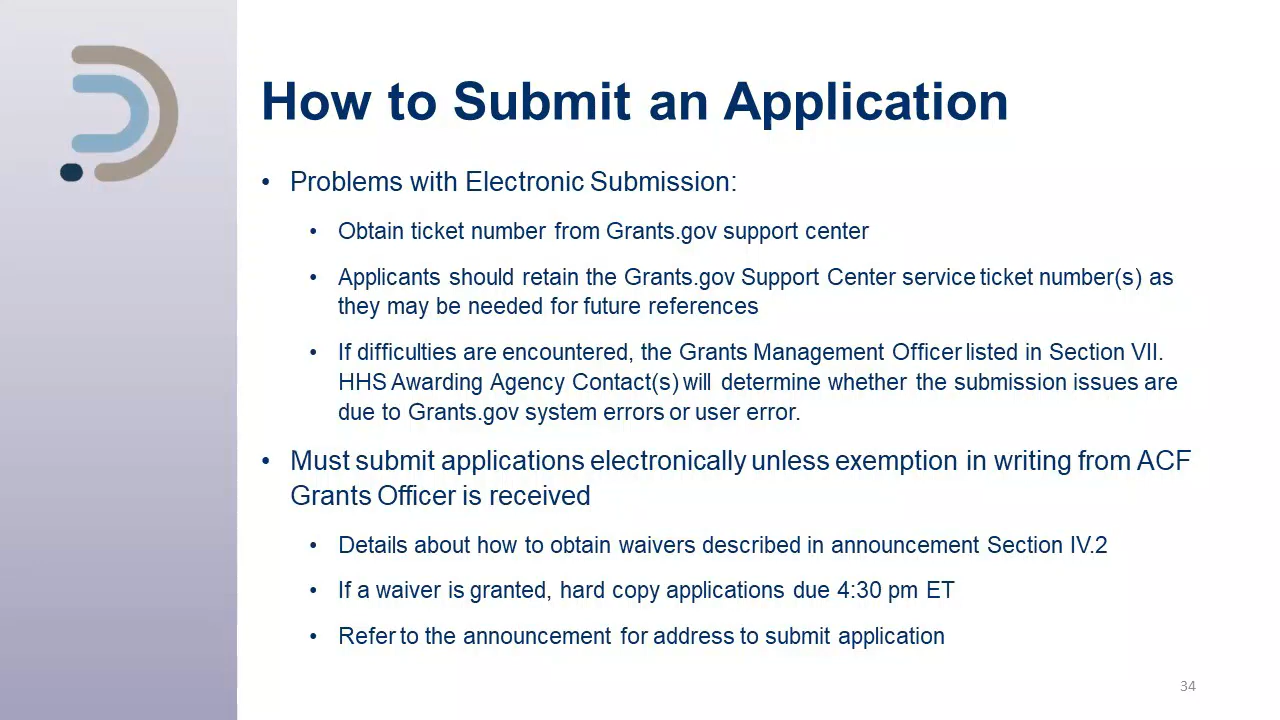 How to Submit an Application
• Problems with Electronic Submission:
• Obtain ticket number from Grants.gov support center
• Applicants should retain the Grants.gov Support Center service ticket number(s) as
they may be needed for future references
• If difficulties are encountered, the Grants Management Officer listed in Section VII.
HHS Awarding Agency Contact(s) will determine whether the submission issues are
due to Grants.gov system errors or user error.
• Must submit applications electronically unless exemption in writing from ACF
Grants Officer is received
• Details about how to obtain waivers described in announcement Section IV.2
• If a waiver is granted, hard copy applications due 4:30 pm ET
• Refer to the announcement for address to submit application
34